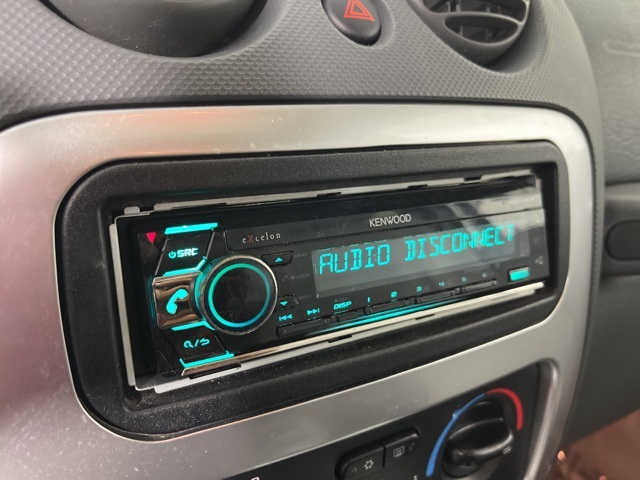 KENWOOD
eXcelon
SRC
AUDIO DISCONNECT
DISP